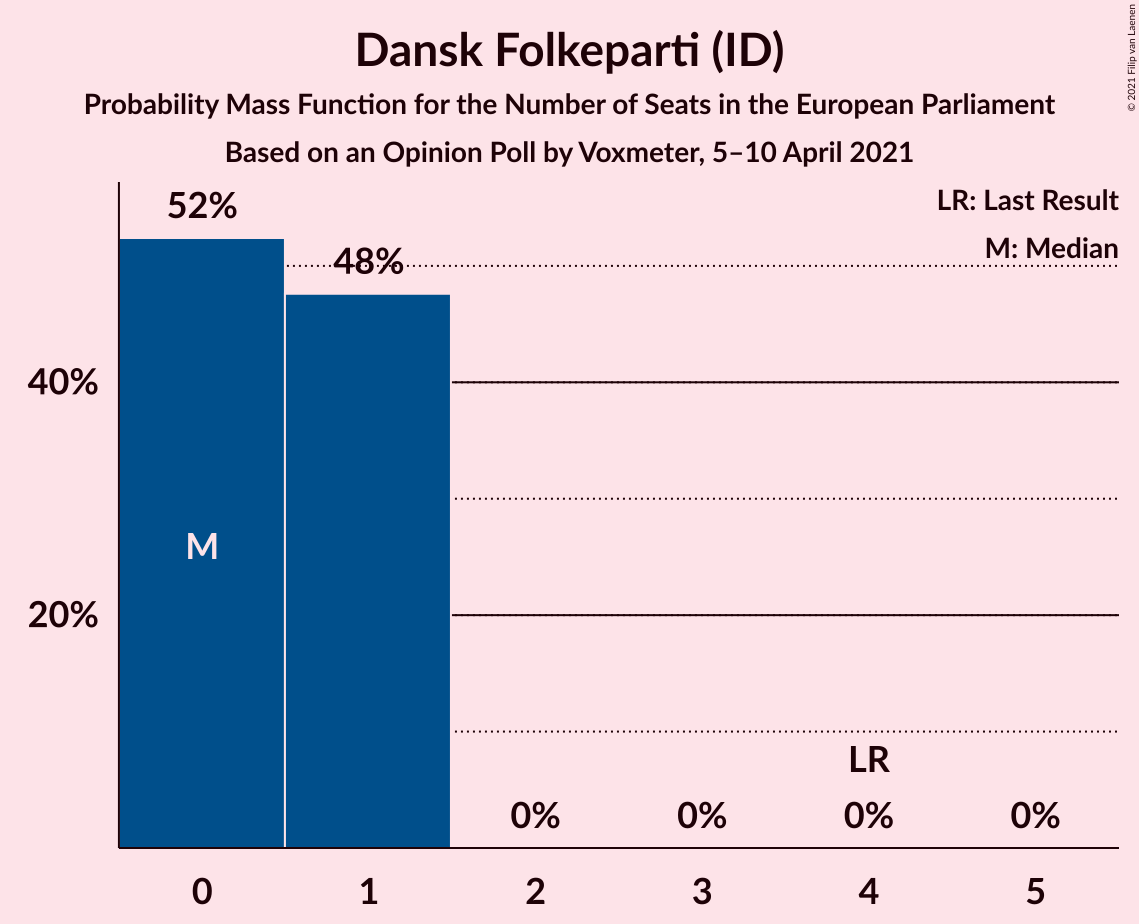 Dansk Folkeparti (ID)
Probability Mass Function for the Number of Seats in the European Parliament
Based on an Opinion Poll by Voxmeter, 5–10 April 2021
© 2021 Filip van Laenen
LR: Last Result
M: Median
52%
48%
40%
M
20%
LR
0% 0% 0% 0%
0 1 2 3 4 5